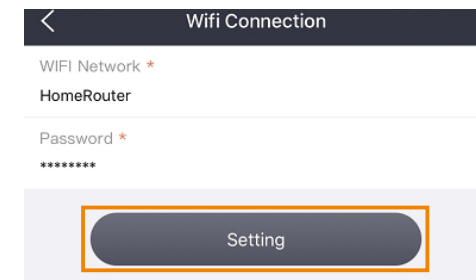 Wifi Connection
WIFI Network *
HomeRouter
Password *
********
Setting